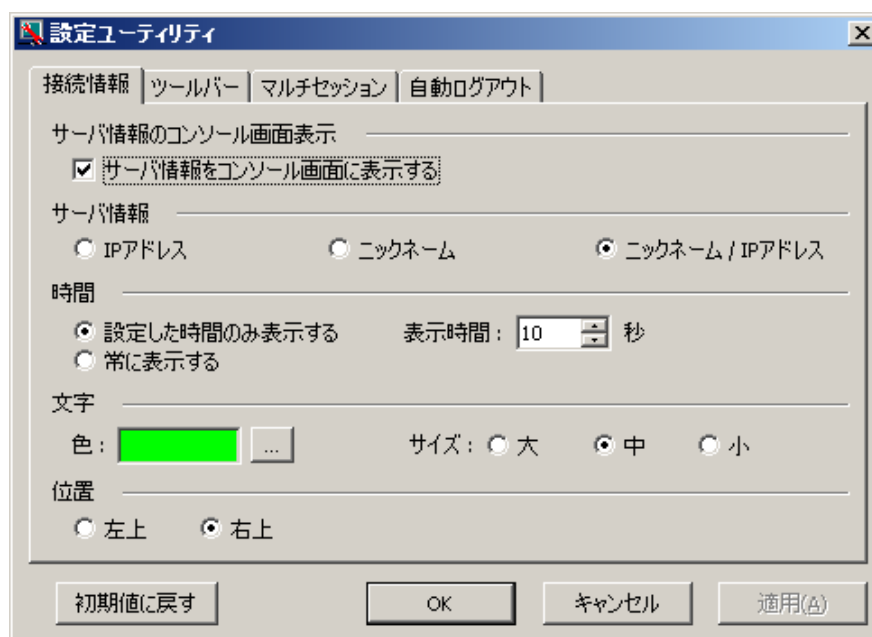 設定ユーティリティ
接続情報 ツールバー マルチセッション 自動ログアウト
サーバ情報のコンソール画面表示
サーバ情報をコンソール画面に表示する
サーバ情報
IPアドレス ニックネーム ニックネーム / IPアドレス
時間
設定した時間のみ表示する 表示時間 : 10 秒
常に表示する
文字
色 : ... サイズ : 大 中 小
位置
左上 右上
初期値に戻す OK キャンセル 適用(A)